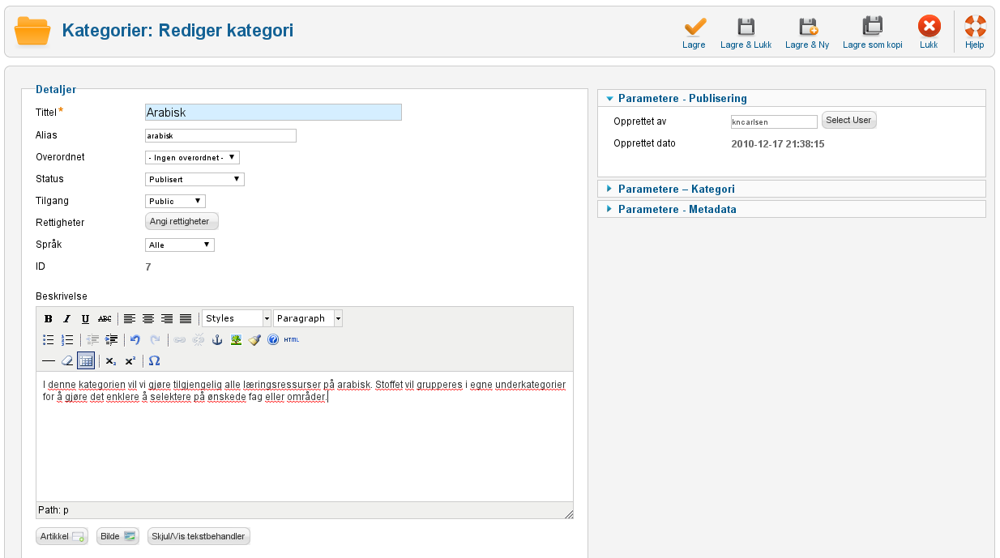 Kategorier: Rediger kategori
Lagre Lagre & Lukk Lagre & Ny Lagre som kopi Lukk Hjelp
Detaljer
Tittel* Arabisk
Alias arabisk
Overordnet - Ingen overordnet -
Status Publisert
Tilgang Public
Rettigheter Angi rettigheter
Språk Alle
ID 7
Beskrivelse
B I U ABC Styles Paragraph
HTML
x₂ x² Ω
I denne kategorien vil vi gjøre tilgjengelig alle læringsressurser på arabisk. Stoffet vil grupperes i egne underkategorier
for å gjøre det enklere å selektere på ønskede fag eller områder.
Path: p
Artikkel Bilde Skjul/Vis tekstbehandler
Parametere - Publisering
Opprettet av kncarlsen Select User
Opprettet dato 2010-12-17 21:38:15
Parametere – Kategori
Parametere - Metadata